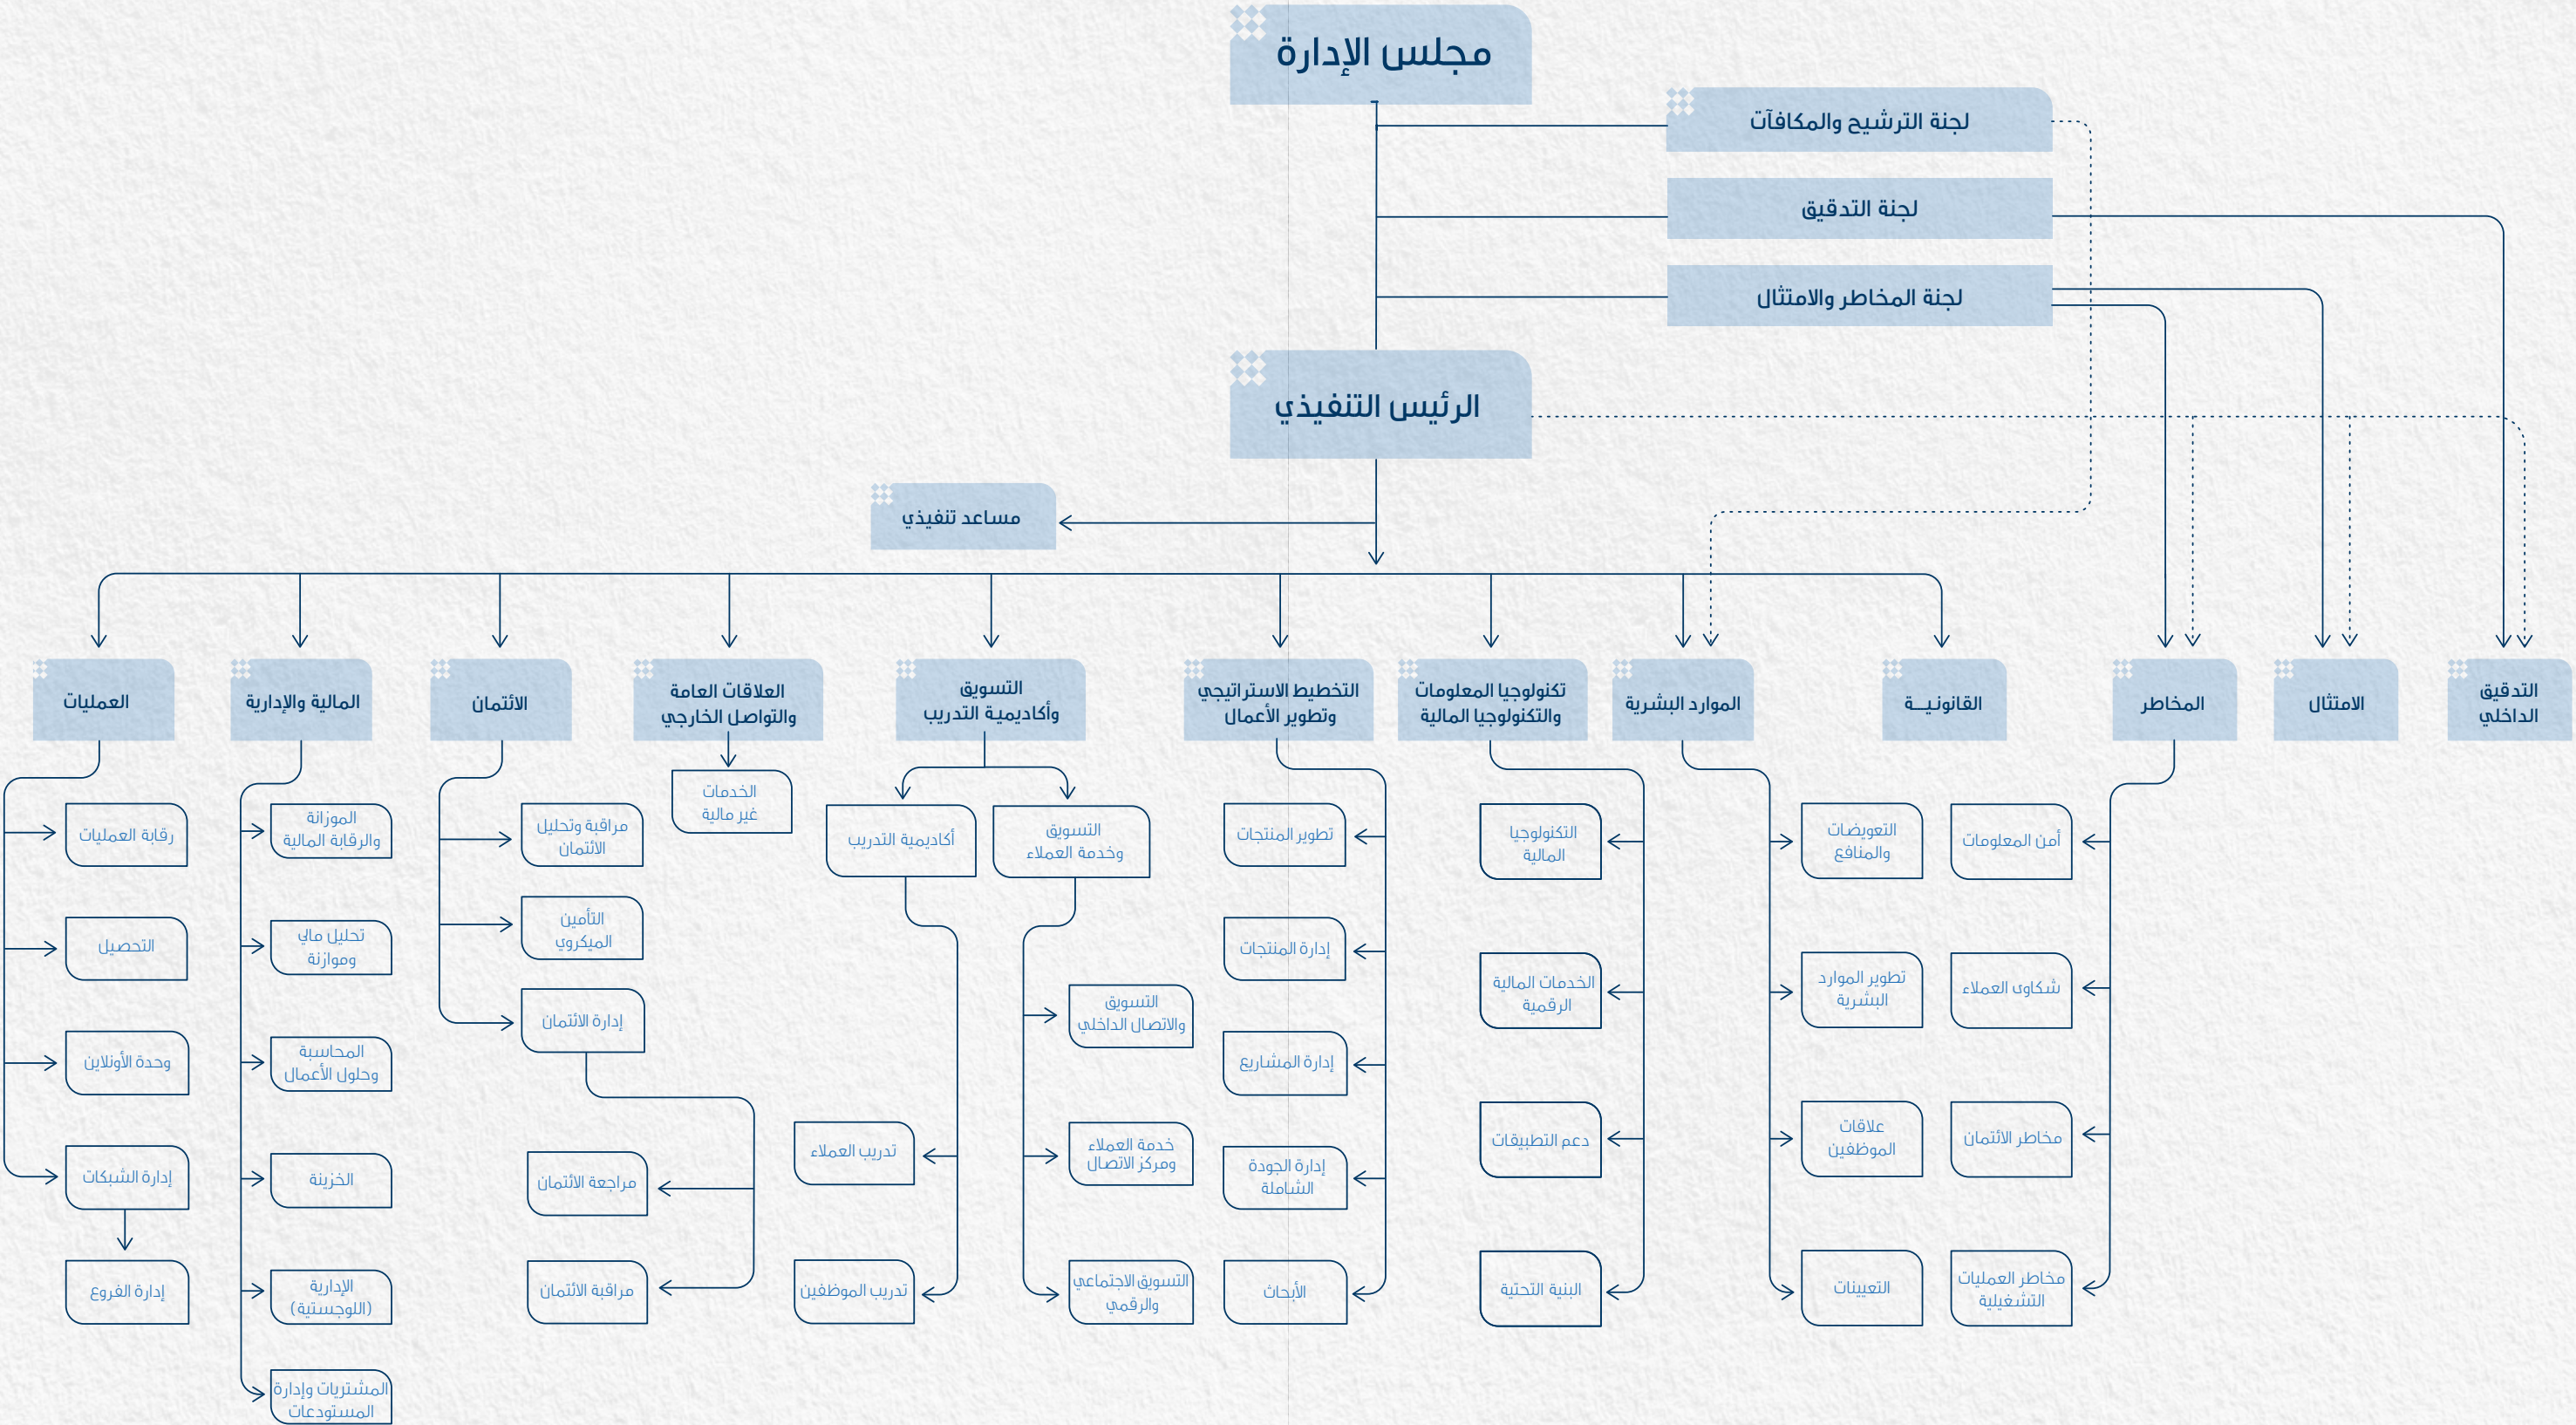 مجلس الإدارة
لجنة الترشيح والمكافآت
لجنة التدقيق
لجنة المخاطر والامتثال
الرئيس التنفيذي
مساعد تنفيذي
التدقيق
الداخلي
الامتثال
المخاطر
القانونيـــة
الموارد البشرية
تكنولوجيا المعلومات
والتكنولوجيا المالية
التخطيط الاستراتيجي
وتطوير الأعمال
التسويق
وأكاديمية التدريب
العلاقات العامة
والتواصل الخارجي
الائتمان
المالية والإدارية
العمليات
أمن المعلومات
شكاوى العملاء
مخاطر الائتمان
مخاطر العمليات
التشغيلية
التعويضات
والمنافع
تطوير الموارد
البشرية
علاقات
الموظفين
التعيينات
التكنولوجيا
المالية
الخدمات المالية
الرقمية
دعم التطبيقات
البنية التحتية
تطوير المنتجات
إدارة المنتجات
إدارة المشاريع
إدارة الجودة
الشاملة
الأبحاث
التسويق
وخدمة العملاء
التسويق
والاتصال الداخلي
خدمة العملاء
ومركز الاتصال
التسويق الاجتماعي
والرقمي
أكاديمية التدريب
تدريب العملاء
تدريب الموظفين
الخدمات
غير مالية
مراقبة وتحليل
الائتمان
التأمين
الميكروي
إدارة الائتمان
مراجعة الائتمان
مراقبة الائتمان
الموزانة
والرقابة المالية
تحليل مالي
وموازنة
المحاسبة
وحلول الأعمال
الخزينة
الإدارية
(اللوجستية)
المشتريات وإدارة
المستودعات
رقابة العمليات
التحصيل
وحدة الأونلاين
إدارة الشبكات
إدارة الفروع